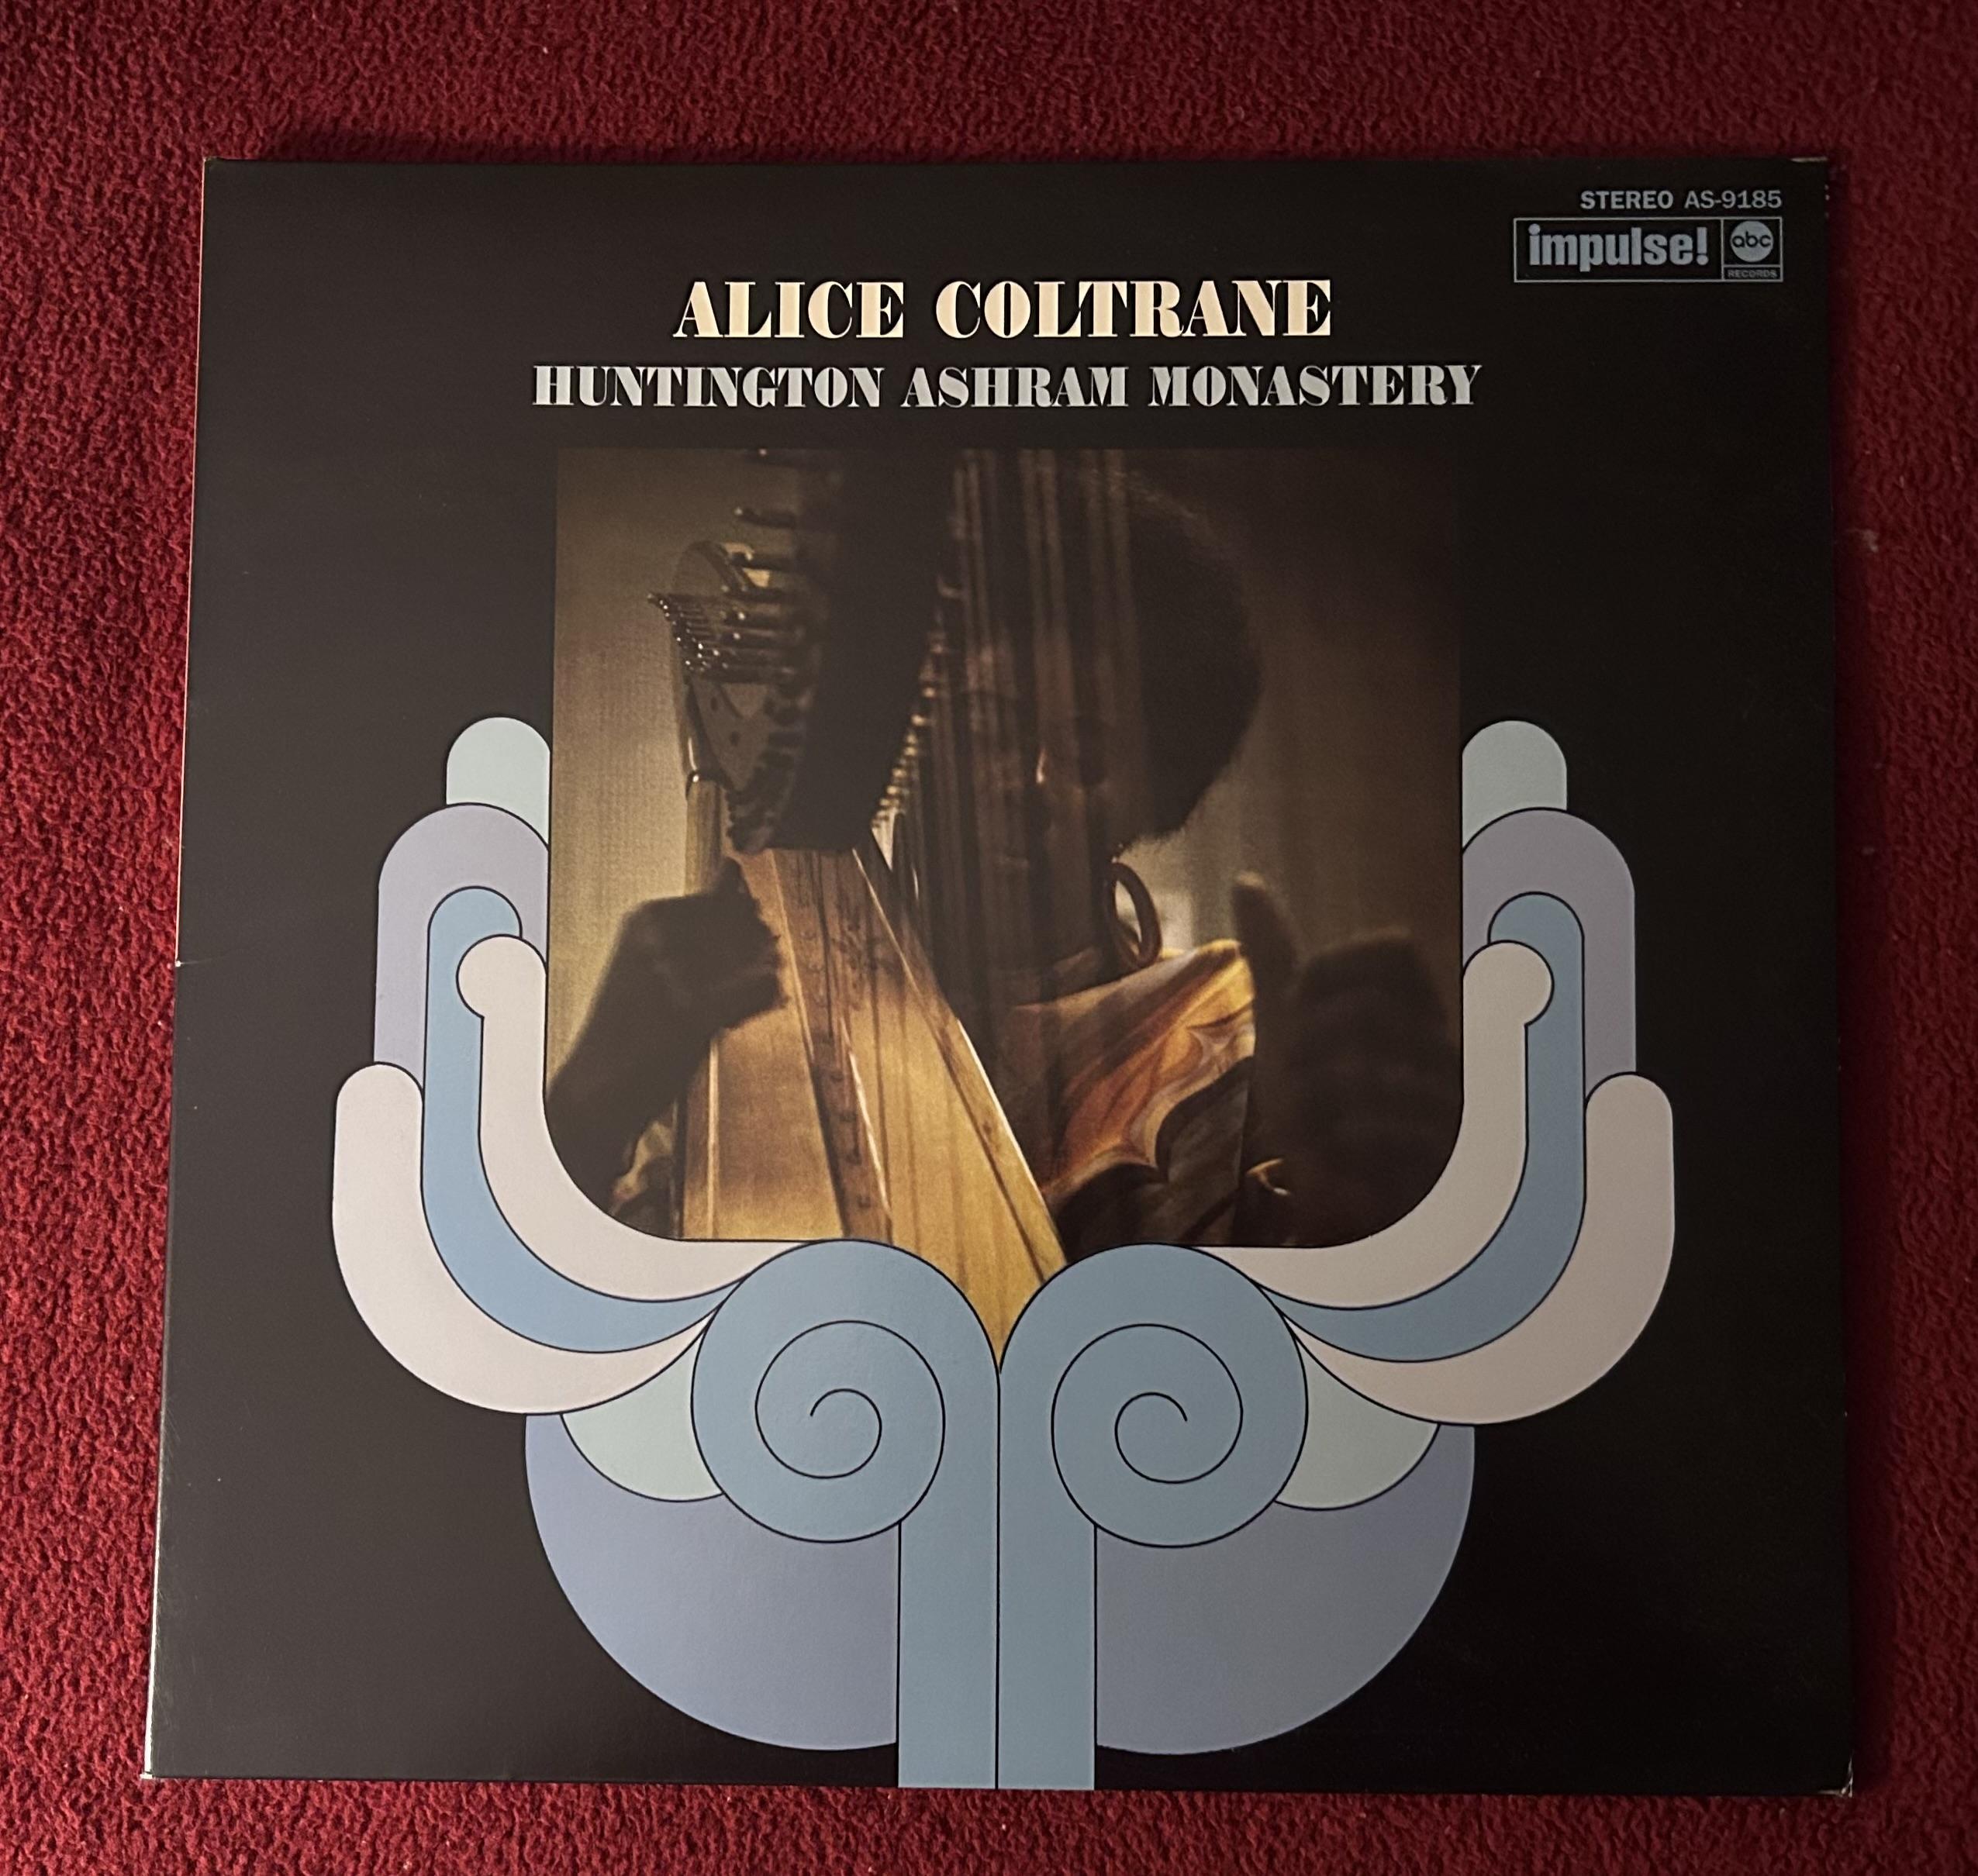 STEREO AS-9185
impulse! abc
RECORDS
ALICE COLTRANE
HUNTINGTON ASHRAM MONASTERY